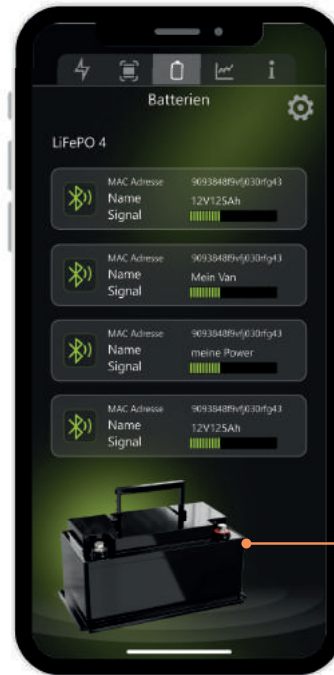 i
Batterien
LiFePO 4
MAC Adresse 9093848f9vfj030rfg43
Name 12V125Ah
Signal
MAC Adresse 9093848f9vfj030rfg43
Name Mein Van
Signal
MAC Adresse 9093848f9vfj030rfg43
Name meine Power
Signal
MAC Adresse 9093848f9vfj030rfg43
Name 12V125Ah
Signal